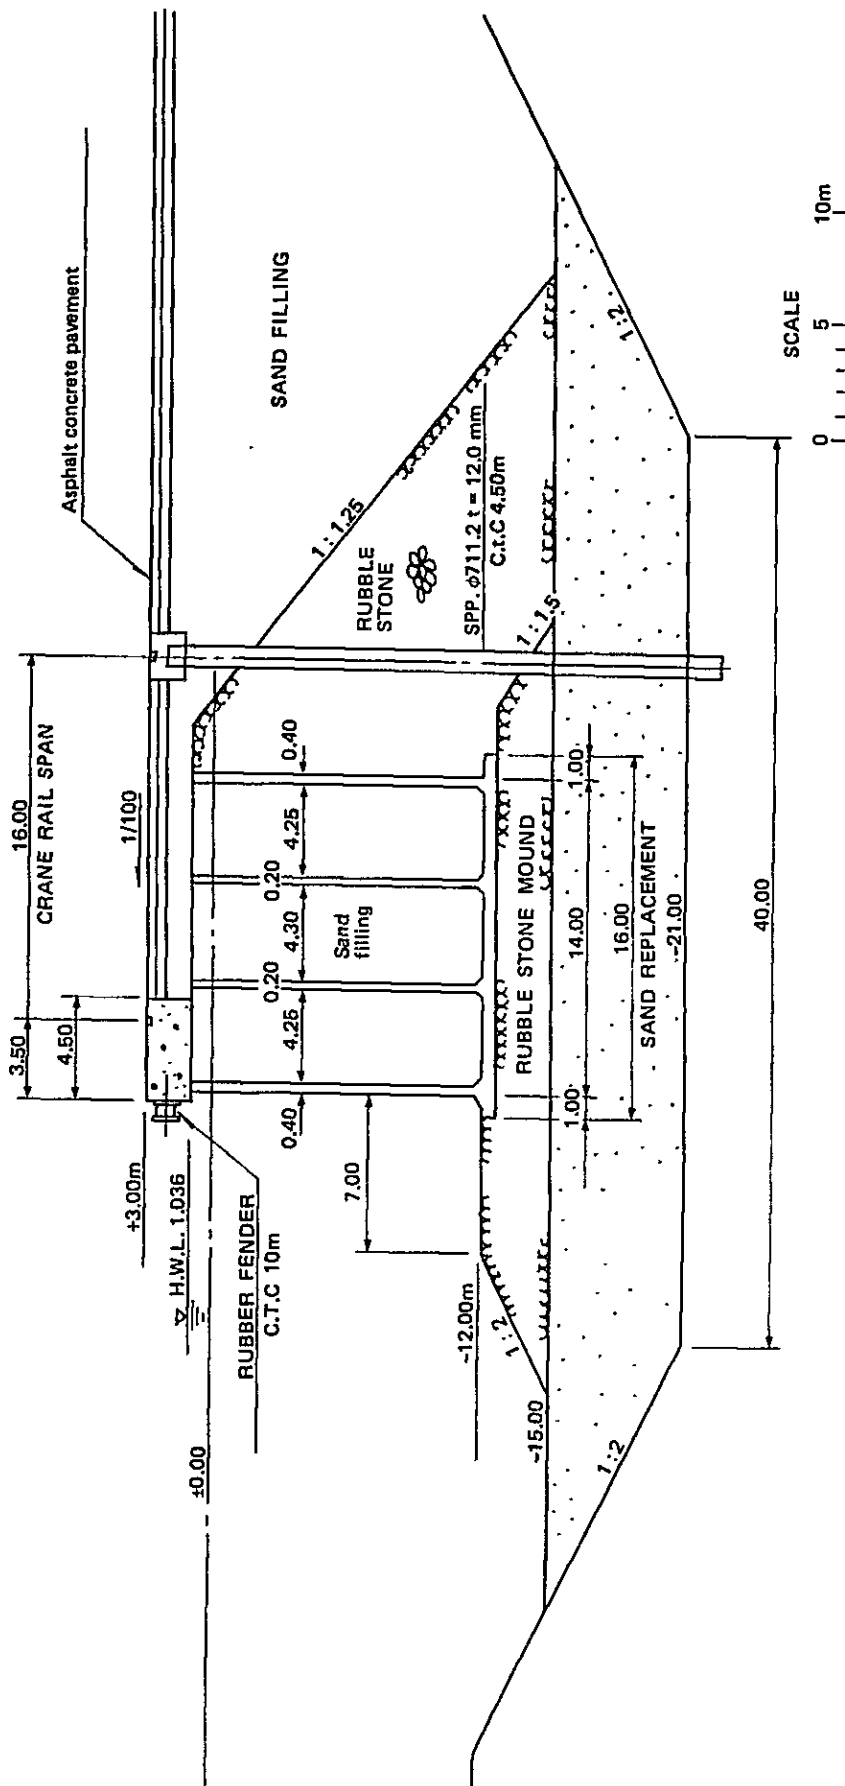 16.00
CRANE RAIL SPAN
3.50
4.50
1/100
Asphalt concrete pavement
+3.00m
H.W.L. 1.036
±0.00
RUBBER FENDER
C.T.C 10m
SAND FILLING
1:1.25
RUBBLE
STONE
0.40
4.25
0.20
4.30
0.20
4.25
0.40
Sand
filling
7.00
SPP. φ711.2 t = 12.0 mm
C.t.C 4.50m
-12.00m
1:2
1:1.5
RUBBLE STONE MOUND
-15.00
1.00
14.00
1.00
16.00
SAND REPLACEMENT
-21.00
1:2
1:2
40.00
SCALE
0 5 10m